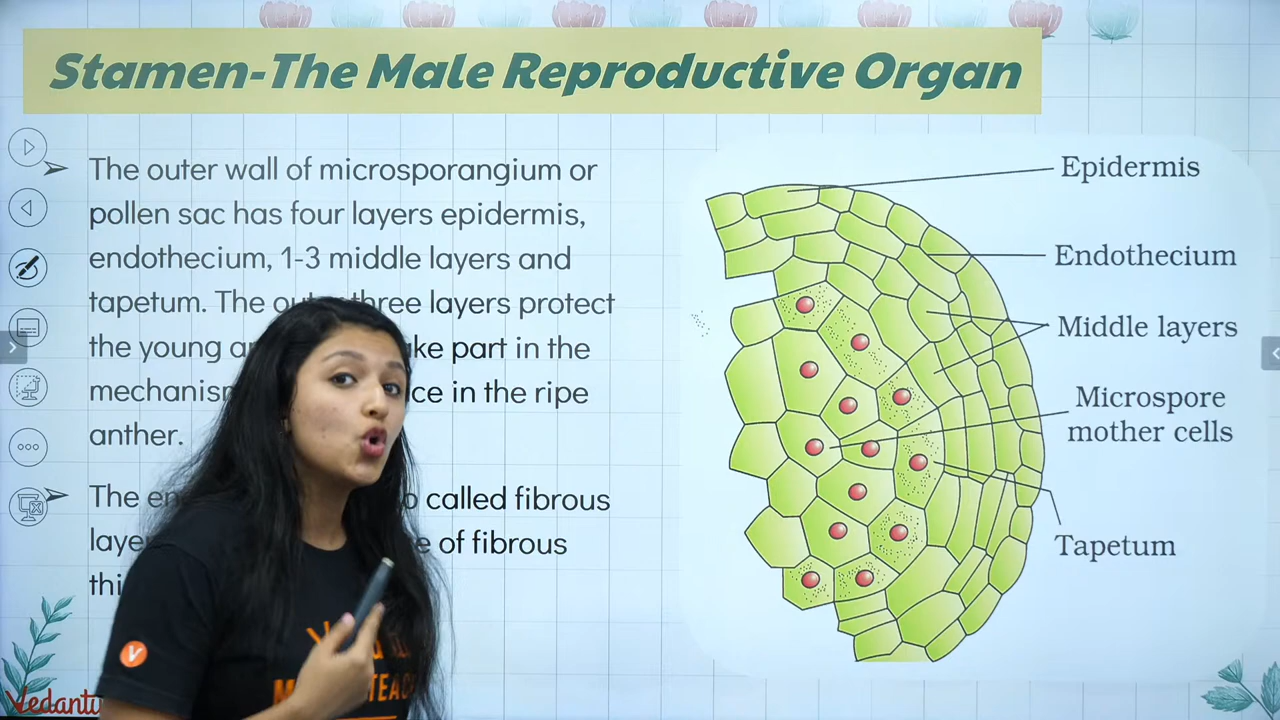 Stamen-The Male Reproductive Organ
➢ The outer wall of microsporangium or
pollen sac has four layers epidermis,
endothecium, 1-3 middle layers and
tapetum. The three layers protect
the young take part in the
in the ripe
anther.
➢ The called fibrous
of fibrous
Epidermis
Endothecium
Middle layers
Microspore
mother cells
Tapetum
V
Vedantu